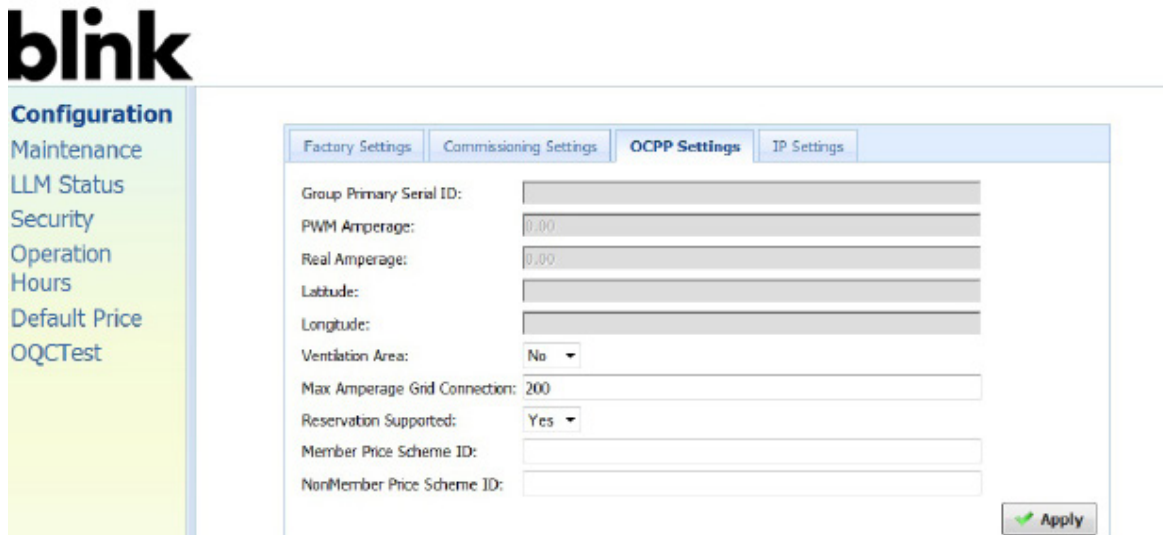 blink
Configuration
Maintenance
LLM Status
Security
Operation
Hours
Default Price
OQCTest
Factory Settings Commissioning Settings OCPP Settings IP Settings
Group Primary Serial ID:
PWM Amperage: 0.00
Real Amperage: 0.00
Latitude:
Longitude:
Ventilation Area: No
Max Amperage Grid Connection: 200
Reservation Supported: Yes
Member Price Scheme ID:
NonMember Price Scheme ID:
Apply